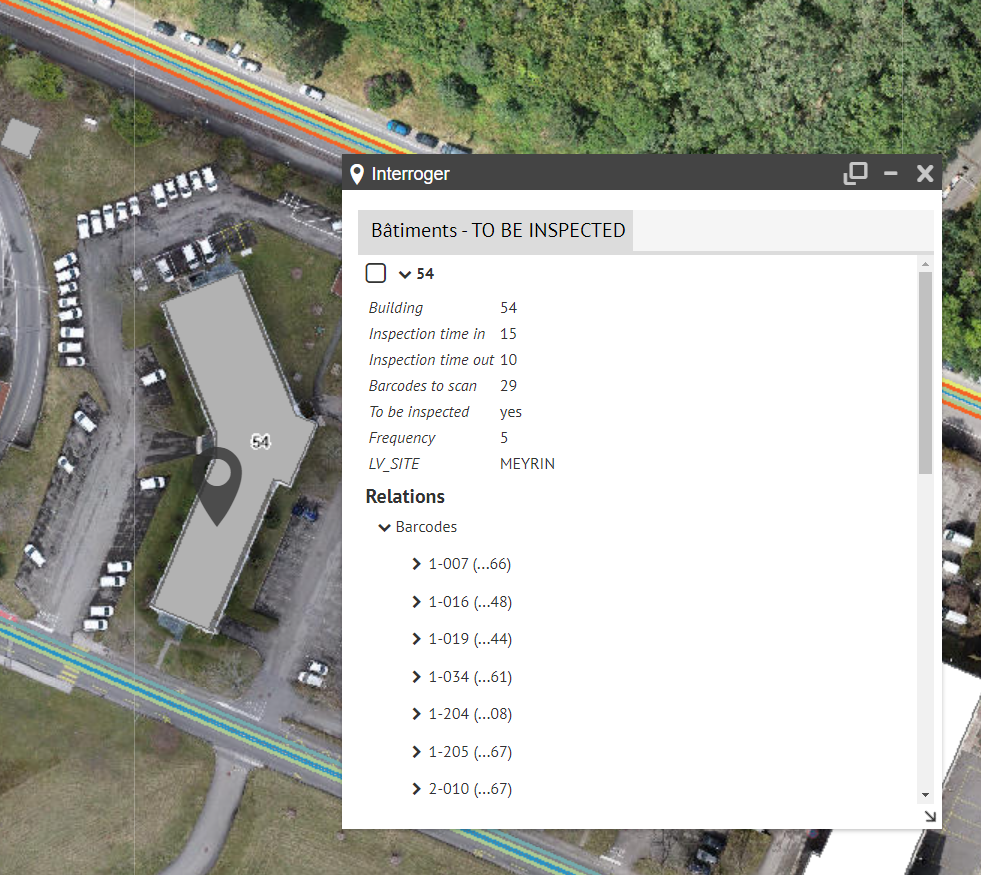 Interroger
Bâtiments - TO BE INSPECTED
54
Building 54
Inspection time in 15
Inspection time out 10
Barcodes to scan 29
To be inspected yes
Frequency 5
LV_SITE MEYRIN
Relations
Barcodes
1-007 (...66)
1-016 (...48)
1-019 (...44)
1-034 (...61)
1-204 (...08)
1-205 (...67)
2-010 (...67)
54